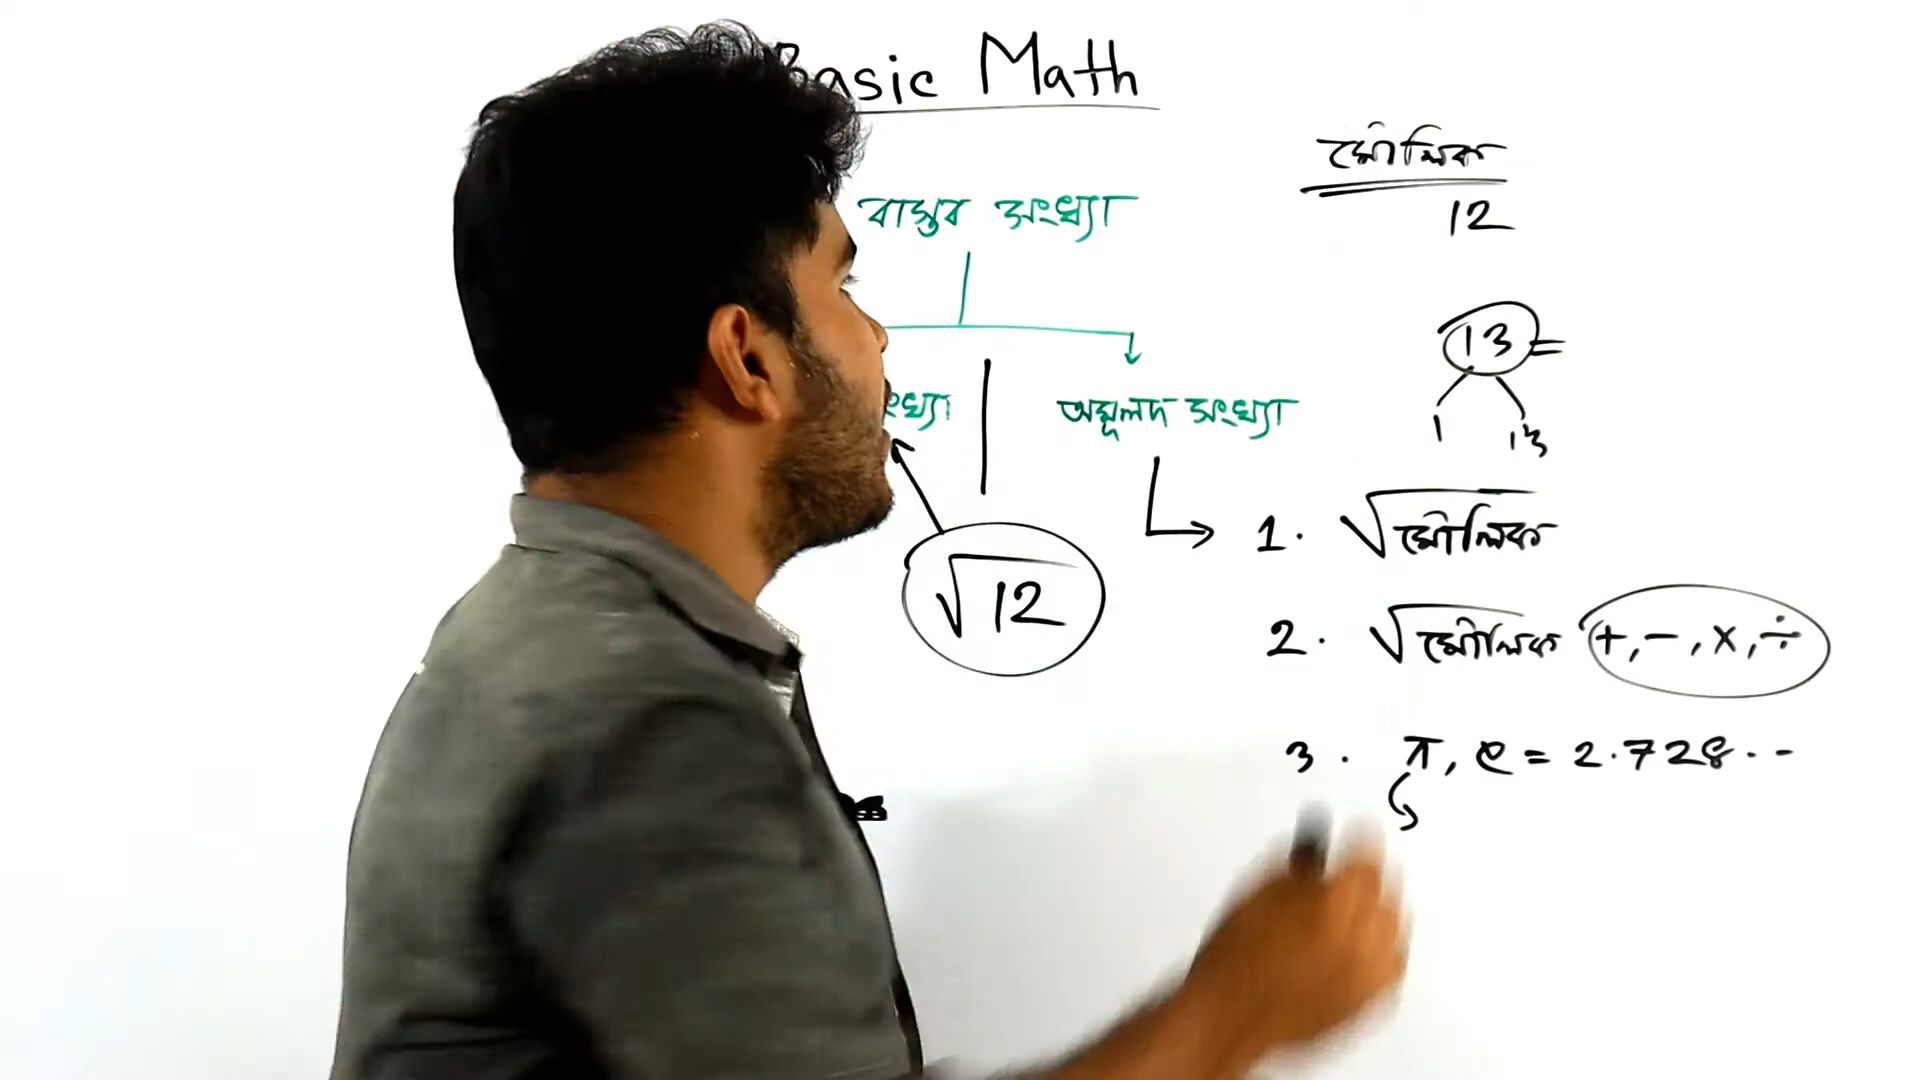 Basic Math
মৌলিক
বাস্তব সংখ্যা
12
13 =
1 13
অমূলদ সংখ্যা
1. √মৌলিক
√12
2. √মৌলিক +, -, ×, ÷
3. π, e = 2.728..